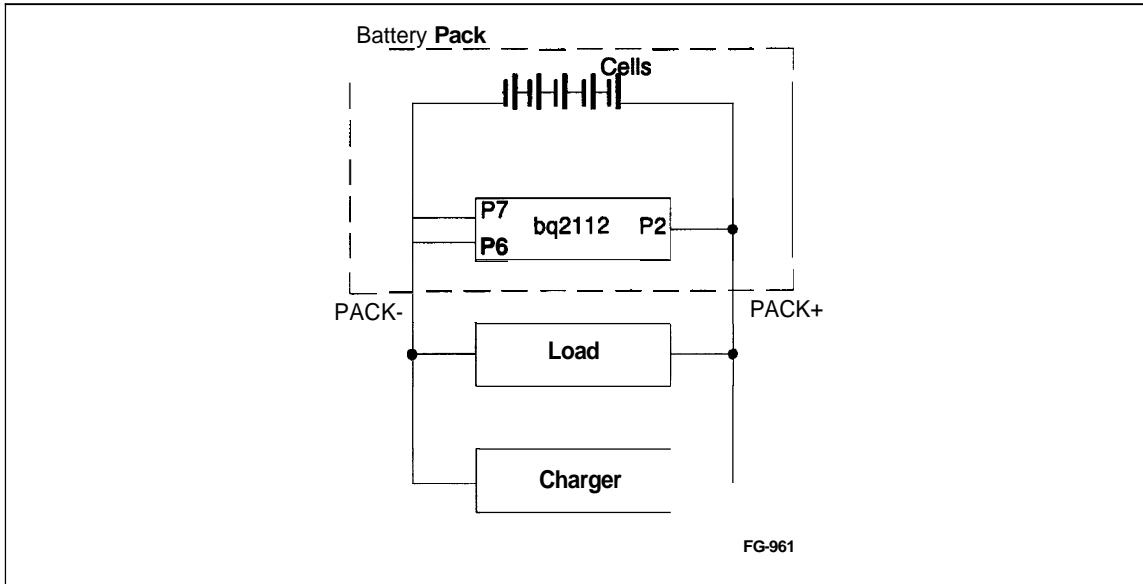 Battery Pack
Cells
P7
bq2112
P2
P6
PACK-
PACK+
Load
Charger
FG-961